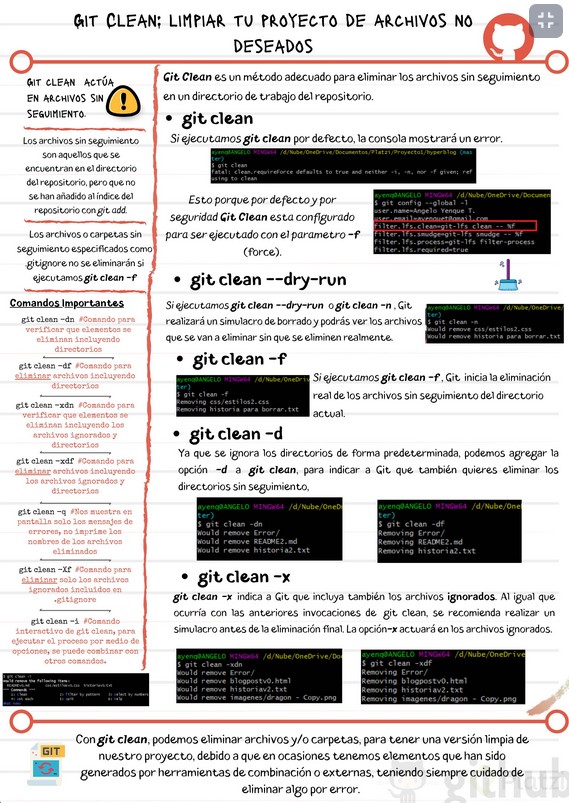 GIT CLEAN: LIMPIAR TU PROYECTO DE ARCHIVOS NO
DESEADOS
GIT CLEAN ACTÚA
EN ARCHIVOS SIN
SEGUIMIENTO.
Los archivos sin seguimiento
son aquellos que se
encuentran en el directorio
del repositorio, pero que no
se han añadido al índice del
repositorio con git add.
Los archivos o carpetas sin
seguimiento especificados como
.gitignore no se eliminarán si
ejecutamos git clean -f
Comandos Importantes
git clean -dn #Comando para
verificar que elementos se
eliminan incluyendo
directorios
git clean -df #Comando para
eliminar archivos incluyendo
directorios
git clean -xdn #Comando para
verificar que elementos se
eliminan incluyendo los
archivos ignorados y
directorios
git clean -xdf #Comando para
eliminar archivos incluyendo
los archivos ignorados y
directorio
git clean -q #Nos muestra en
pantalla solo los mensajes de
errores, no imprime los
nombres de los archivos
eliminados
git clean -Xf #Comando para
eliminar solo los archivos
ignorados incluidos en
.gitignore
git clean -i #Comando
interactivo de git clean, para
ejecutar el proceso por medio de
opciones, se puede combinar con
otros comando.
$ git clean -i
Would remove the following items:
Git Clean es un método adecuado para eliminar los archivos sin seguimiento
en un directorio de trabajo del repositorio.
• git clean
Si ejecutamos git clean por defecto, la consola mostrará un error.
ayenq@ANGELO MINGW64 /d/Nube/OneDrive/Documentos/Platzi/Proyecto1/hyperblog (mas
ter)
$ git clean
fatal: clean.requireForce defaults to true and neither -i, -n, nor -f given; ref
using to clean
Esto porque por defecto y por
seguridad Git Clean esta configurado
para ser ejecutado con el parametro -f
(force).
ayenq@ANGELO MINGW64 /d/Nube/OneDrive/Documen
$ git config --global -l
user.name=Angelo Yenque T.
filter.lfs.clean=git-lfs clean -- %f
filter.lfs.smudge=git-lfs smudge -- %f
filter.lfs.process=git-lfs filter-process
filter.lfs.required=true
• git clean --dry-run
Si ejecutamos git clean --dry-run o git clean -n , Git
realizará un simulacro de borrado y podrás ver los archivos
que se van a eliminar sin que se eliminen realmente.
ayenq@ANGELO MINGW64 /d/Nube/OneDriv
ter)
$ git clean -n
Would remove css/estilos2.css
Would remove historia para borrar.txt
• git clean -f
ayenq@ANGELO MINGW64 /d/Nube/OneDriv
ter)
$ git clean -f
Removing css/estilos2.css
Removing historia para borrar.txt
Si ejecutamos git clean -f , Git inicia la eliminación
real de los archivos sin seguimiento del directorio
actual.
• git clean -d
Ya que se ignora los directorios de forma predeterminada, podemos agregar la
opción -d a git clean, para indicar a Git que también quieres eliminar los
directorios sin seguimiento,
ayenq@ANGELO MINGW64 /d/Nube/OneD
ter)
$ git clean -dn
Would remove Error/
Would remove README2.md
Would remove historia2.txt
ayenq@ANGELO MINGW64 /d/Nube/OneD
ter)
$ git clean -df
Removing Error/
Removing README2.MD
Removing historia2.txt
• git clean -x
git clean -x indica a Git que incluya también los archivos ignorados. Al igual que
ocurría con las anteriores invocaciones de git clean, se recomienda realizar un
simulacro antes de la eliminación final. La opción-x actuará en los archivos ignorados.
ayenq@ANGELO MINGW64 /d/Nube/OneDrive/Do
$ git clean -xdn
Would remove Error/
Would remove blogpostv0.html
Would remove historiav2.txt
Would remove imagenes/dragon - Copy.png
ayenq@ANGELO MINGW64 /d/Nube/OneDrive/
$ git clean -xdf
Removing Error/
Removing blogpostv0.html
Removing historiav2.txt
Removing imagenes/dragon - Copy.png
GIT
Con git clean, podemos eliminar archivos y/o carpetas, para tener una versión limpia de
nuestro proyecto, debido a que en ocasiones tenemos elementos que han sido
generados por herramientas de combinación o externas, teniendo siempre cuidado de
eliminar algo por error.
github